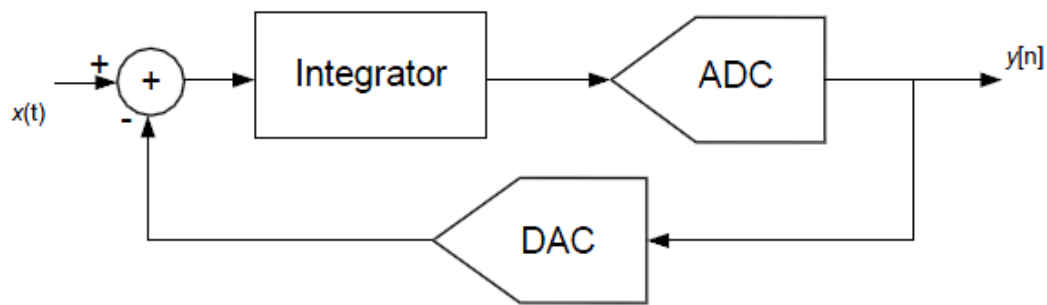 +
+
Integrator
ADC
y[n]
x(t)
-
DAC